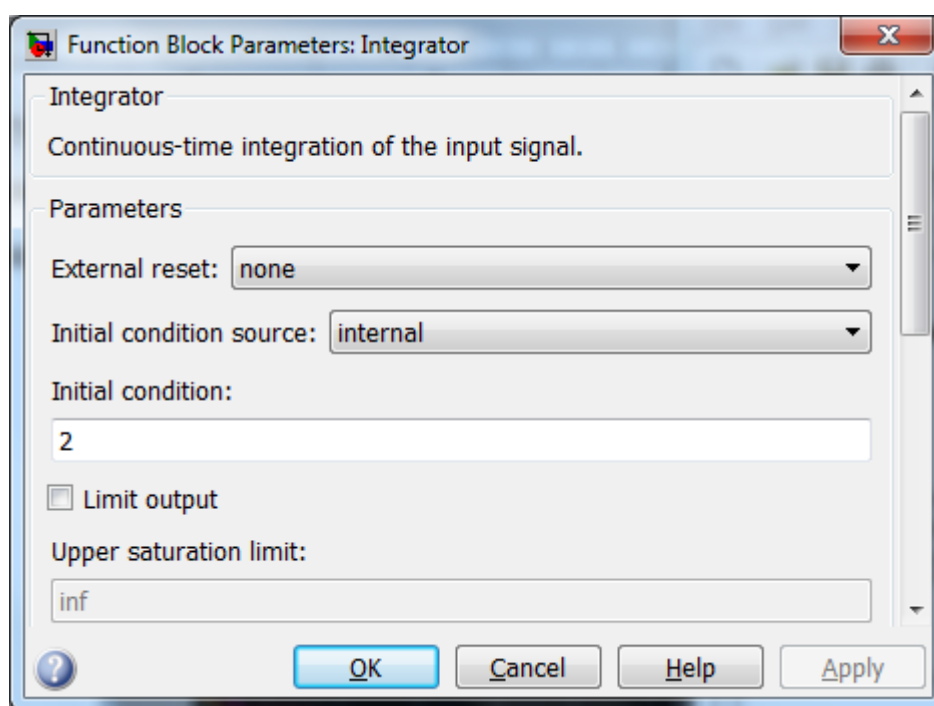 Function Block Parameters: Integrator
Integrator
Continuous-time integration of the input signal.
Parameters
External reset: none
Initial condition source: internal
Initial condition:
2
Limit output
Upper saturation limit:
inf
? OK Cancel Help Apply